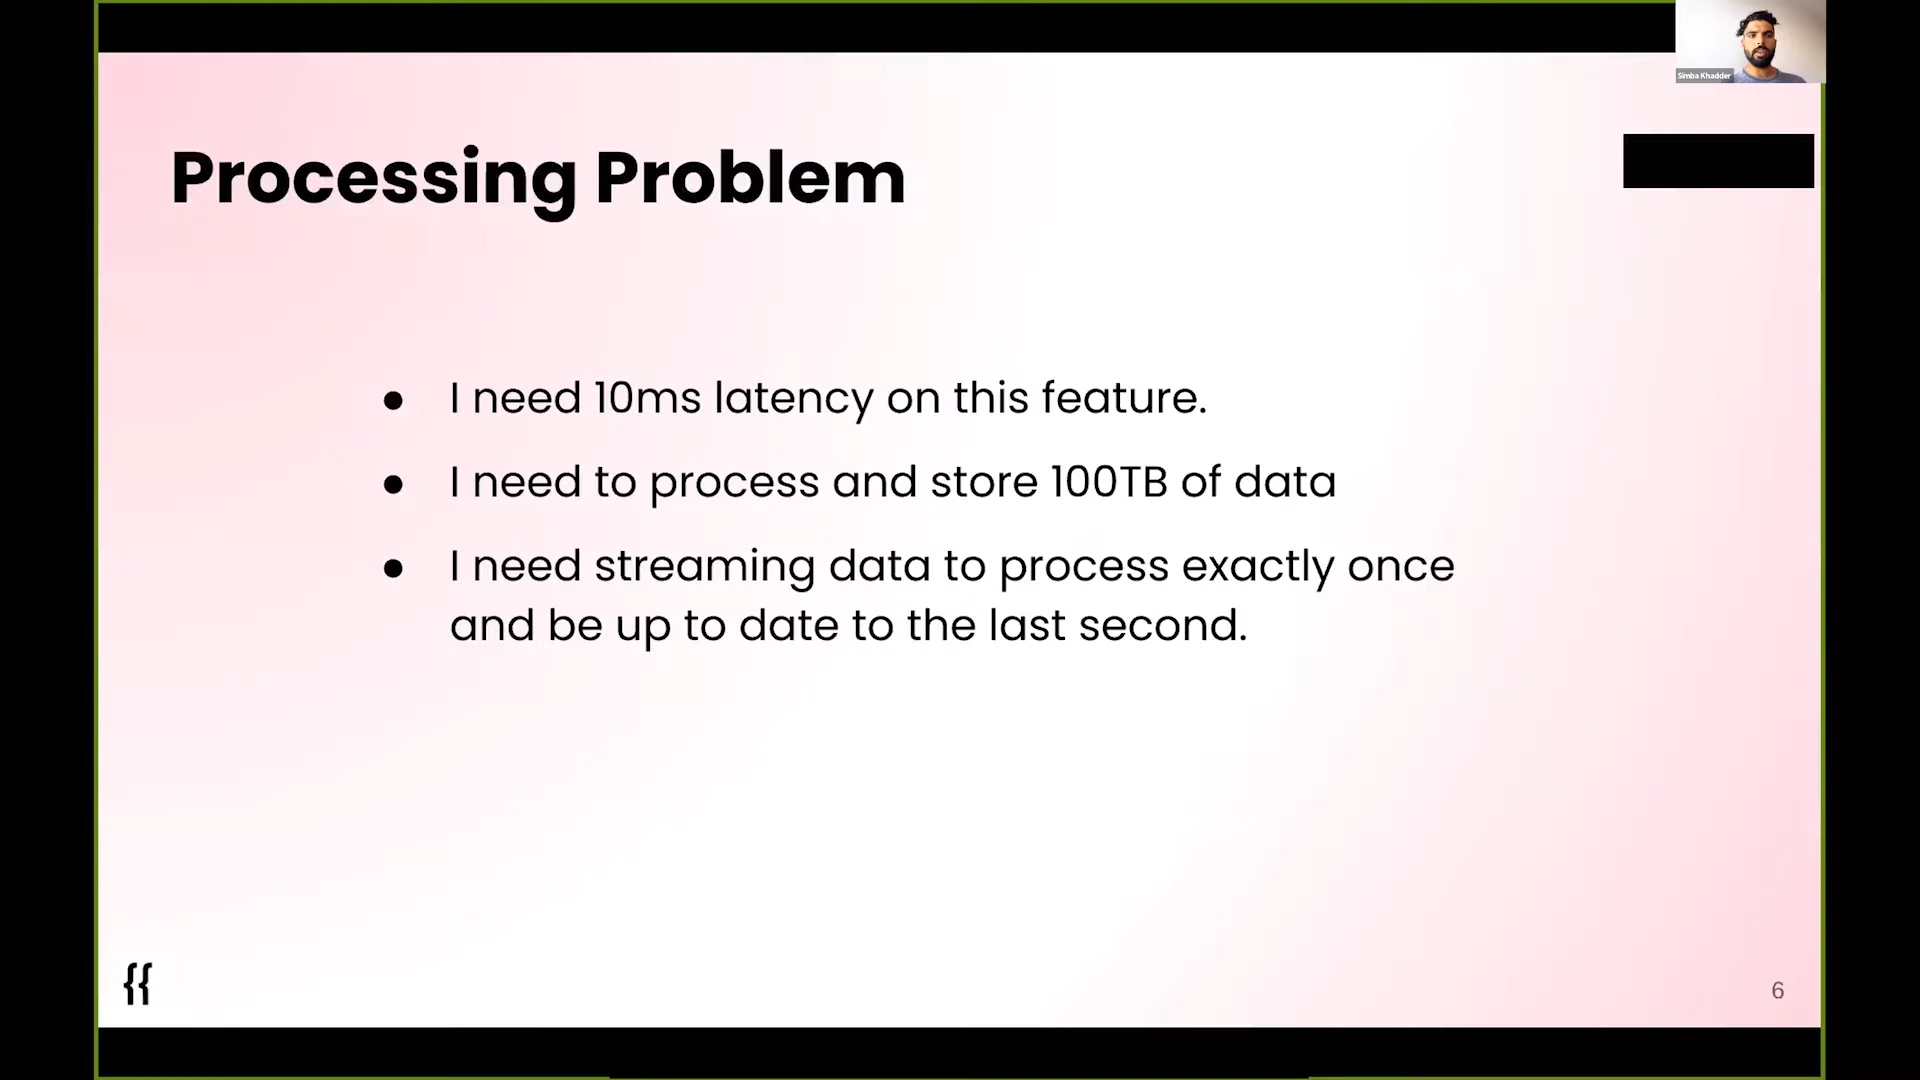 Simba Khadder
Processing Problem
● I need 10ms latency on this feature.
● I need to process and store 100TB of data
● I need streaming data to process exactly once
and be up to date to the last second.
{{
6